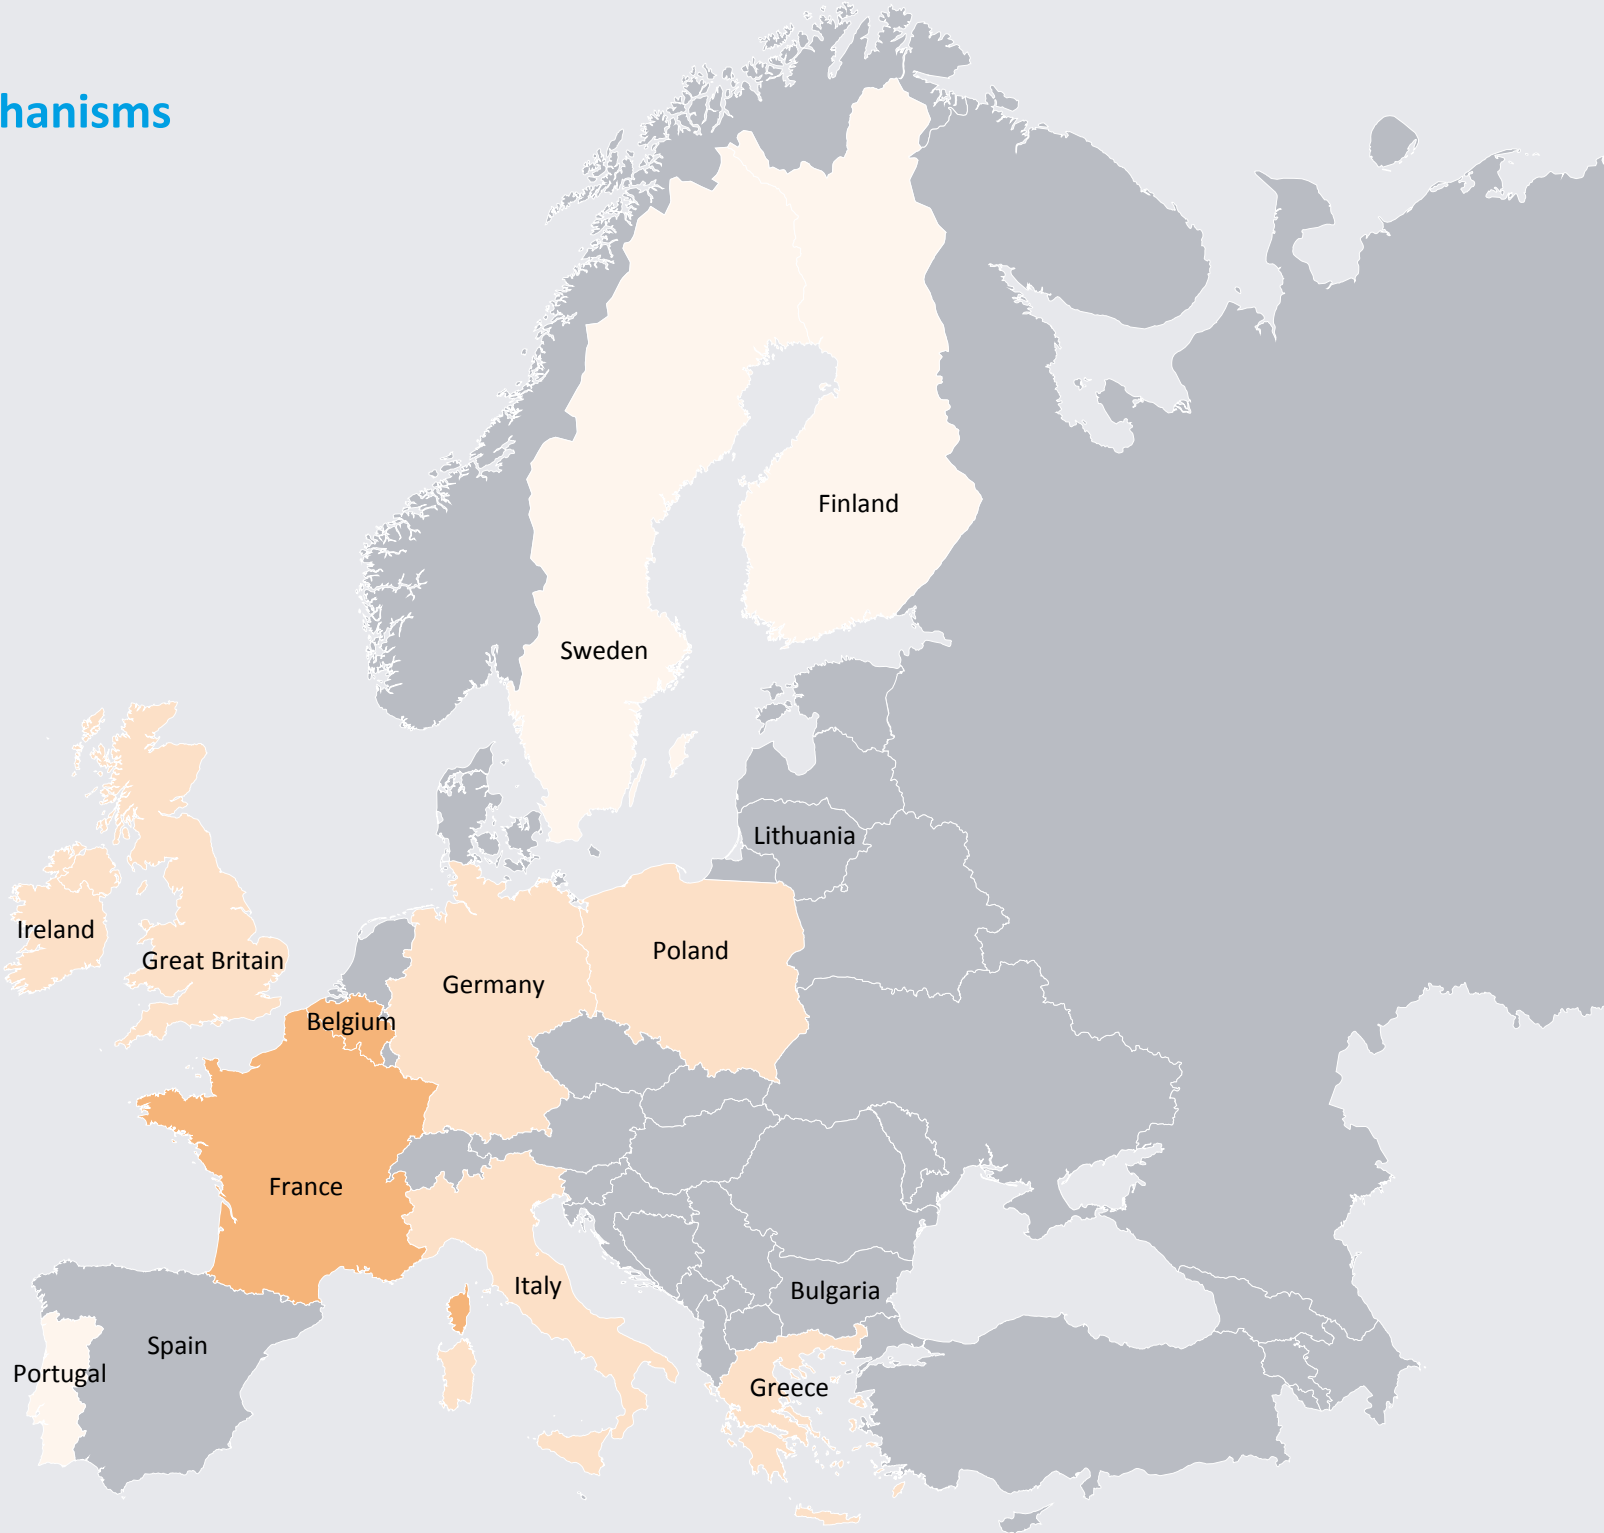 hanisms
Finland
Sweden
Lithuania
Ireland
Great Britain
Poland
Germany
Belgium
France
Italy
Bulgaria
Spain
Portugal
Greece